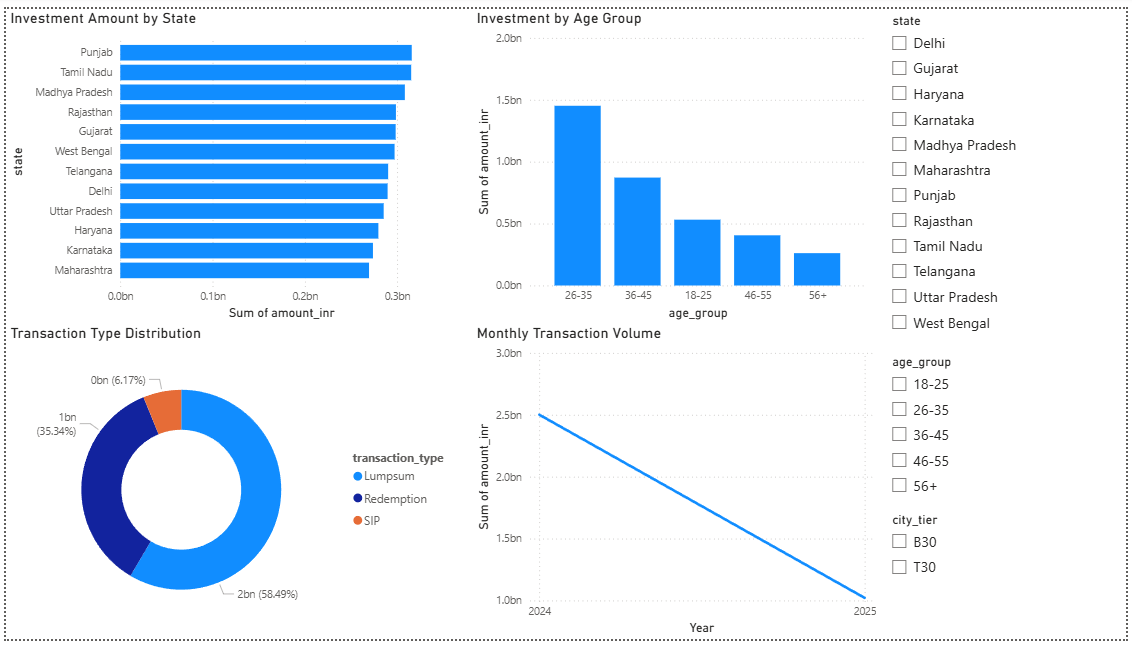 Investment Amount by State
state
Punjab
Tamil Nadu
Madhya Pradesh
Rajasthan
Gujarat
West Bengal
Telangana
Delhi
Uttar Pradesh
Haryana
Karnataka
Maharashtra
0.0bn 0.1bn 0.2bn 0.3bn
Sum of amount_inr
Investment by Age Group
Sum of amount_inr
2.0bn
1.5bn
1.0bn
0.5bn
0.0bn
26-35 36-45 18-25 46-55 56+
age_group
Transaction Type Distribution
0bn (6.17%)
1bn
(35.34%)
2bn (58.49%)
transaction_type
Lumpsum
Redemption
SIP
Monthly Transaction Volume
Sum of amount_inr
3.0bn
2.5bn
2.0bn
1.5bn
1.0bn
2024 2025
Year
state
Delhi
Gujarat
Haryana
Karnataka
Madhya Pradesh
Maharashtra
Punjab
Rajasthan
Tamil Nadu
Telangana
Uttar Pradesh
West Bengal
age_group
18-25
26-35
36-45
46-55
56+
city_tier
B30
T30